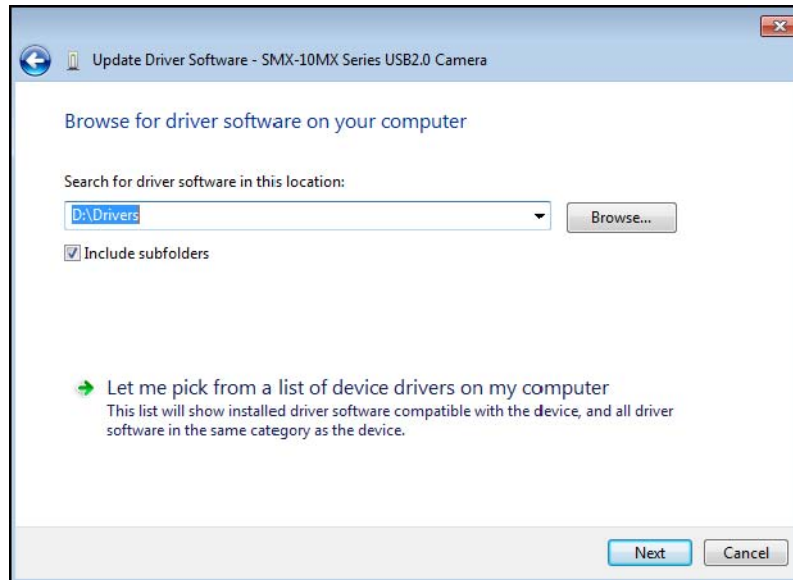 Update Driver Software - SMX-10MX Series USB2.0 Camera
Browse for driver software on your computer
Search for driver software in this location:
D:\Drivers
Browse...
Include subfolders
Let me pick from a list of device drivers on my computer
This list will show installed driver software compatible with the device, and all driver
software in the same category as the device.
Next
Cancel